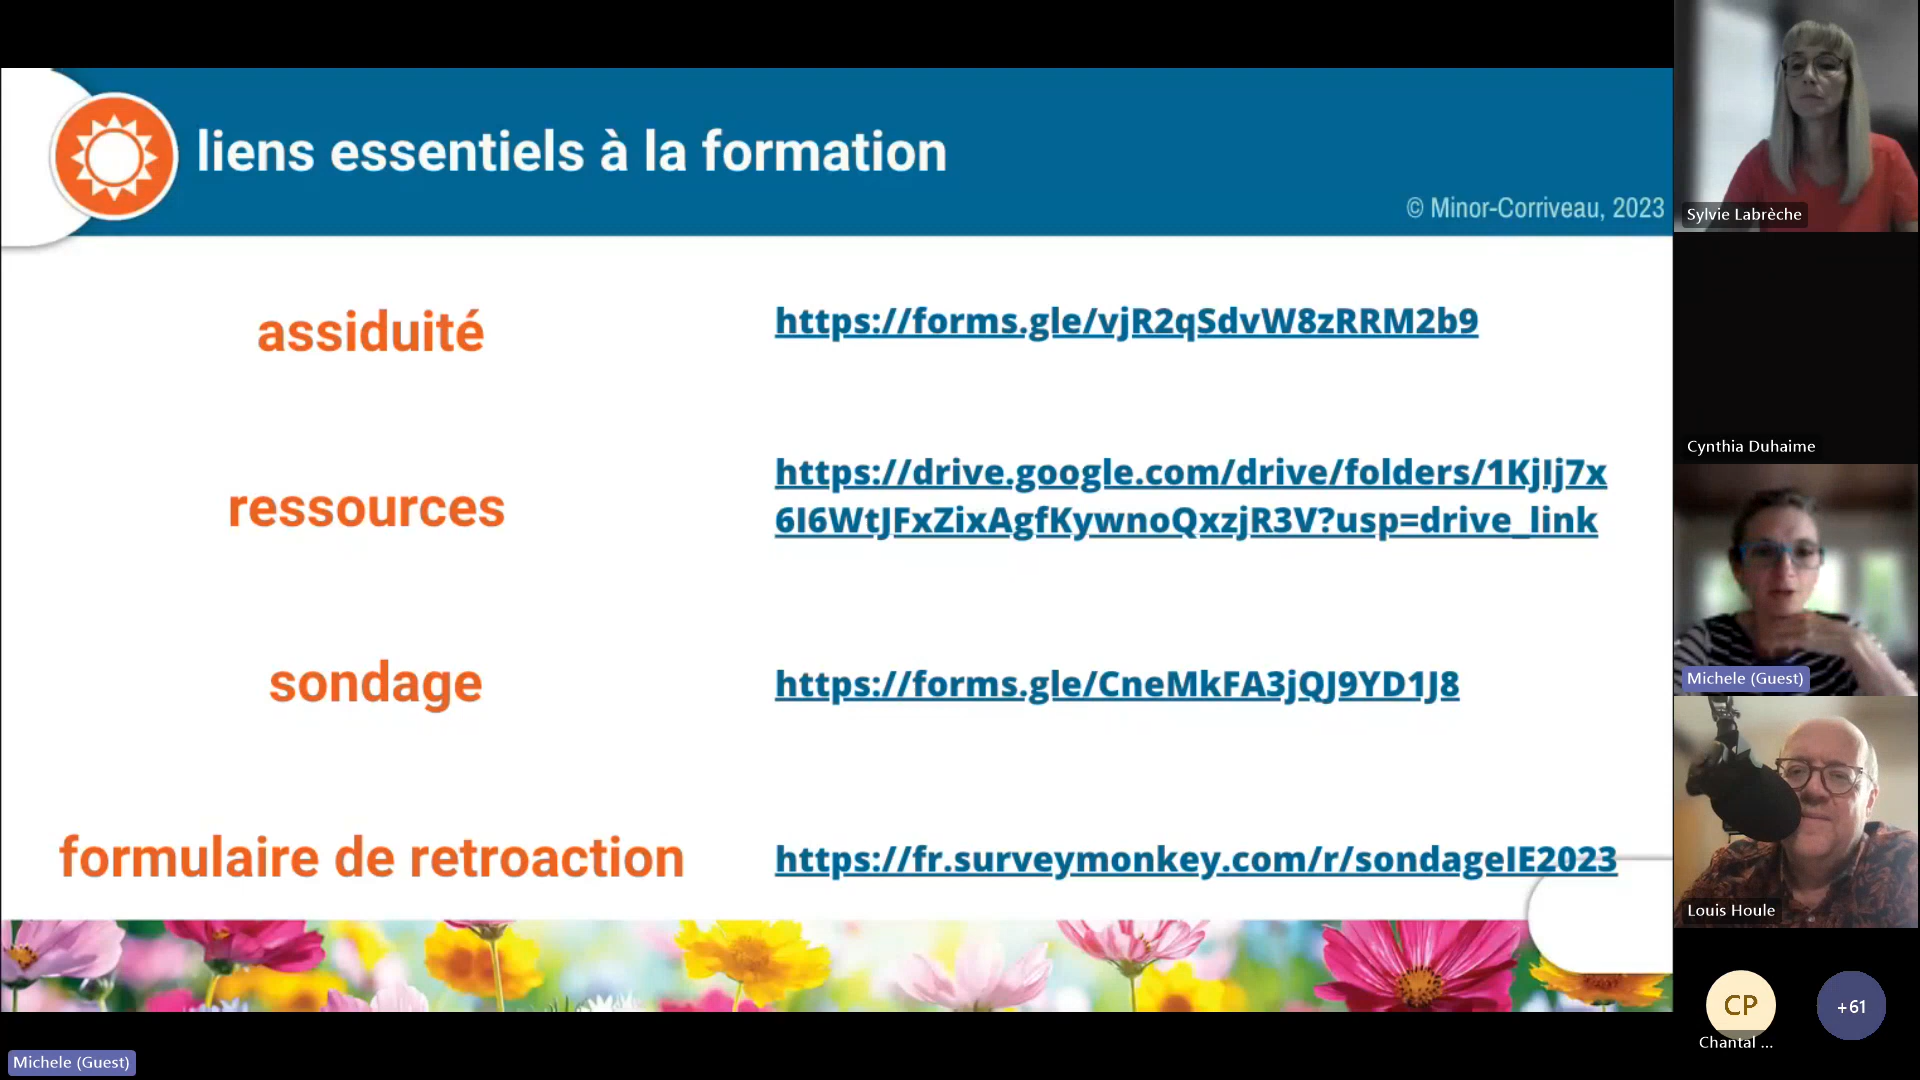 liens essentiels à la formation
© Minor-Corriveau, 2023
assiduité
https://forms.gle/vjR2qSdvW8zRRM2b9
ressources
https://drive.google.com/drive/folders/1KjIj7x
6I6WtJFxZixAgfKywnoQxzjR3V?usp=drive_link
sondage
https://forms.gle/CneMkFA3jQJ9YD1J8
formulaire de retroaction
https://fr.surveymonkey.com/r/sondageIE2023
Sylvie Labrèche
Cynthia Duhaime
Michele (Guest)
Louis Houle
CP
Chantal ...
+61
Michele (Guest)